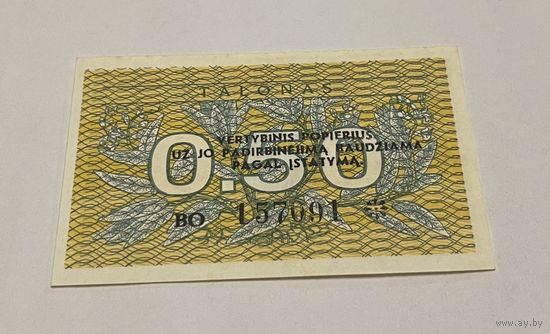 TALONAS
0.50
VERTYBINIS POPIERIUS
UŽ JO PADIRBINĖJIMĄ BAUDŽIAMA
PAGAL ĮSTATYMĄ.
BO 157091
www.ay.by